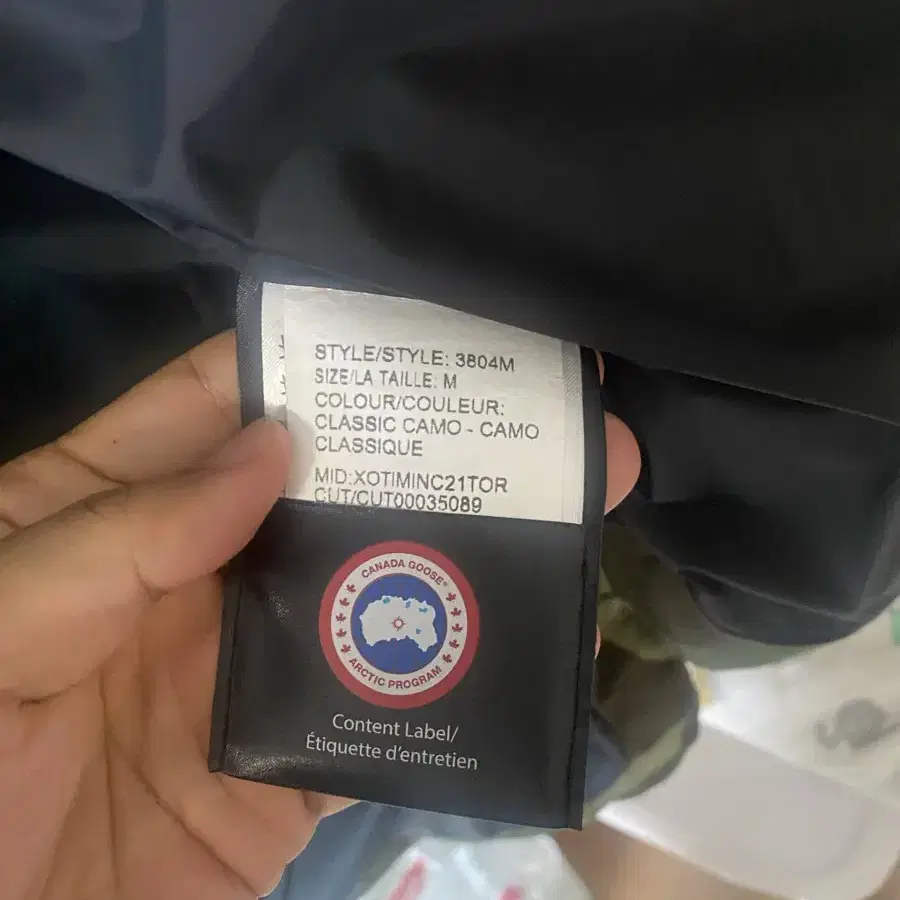 STYLE/STYLE: 3804M
SIZE/LA TAILLE: M
COLOUR/COULEUR:
CLASSIC CAMO - CAMO
CLASSIQUE
MID:XOTIMINC21TOR
CUT/CUT00035089
CANADA GOOSE®
ARCTIC PROGRAM
Content Label/
Étiquette d'entretien